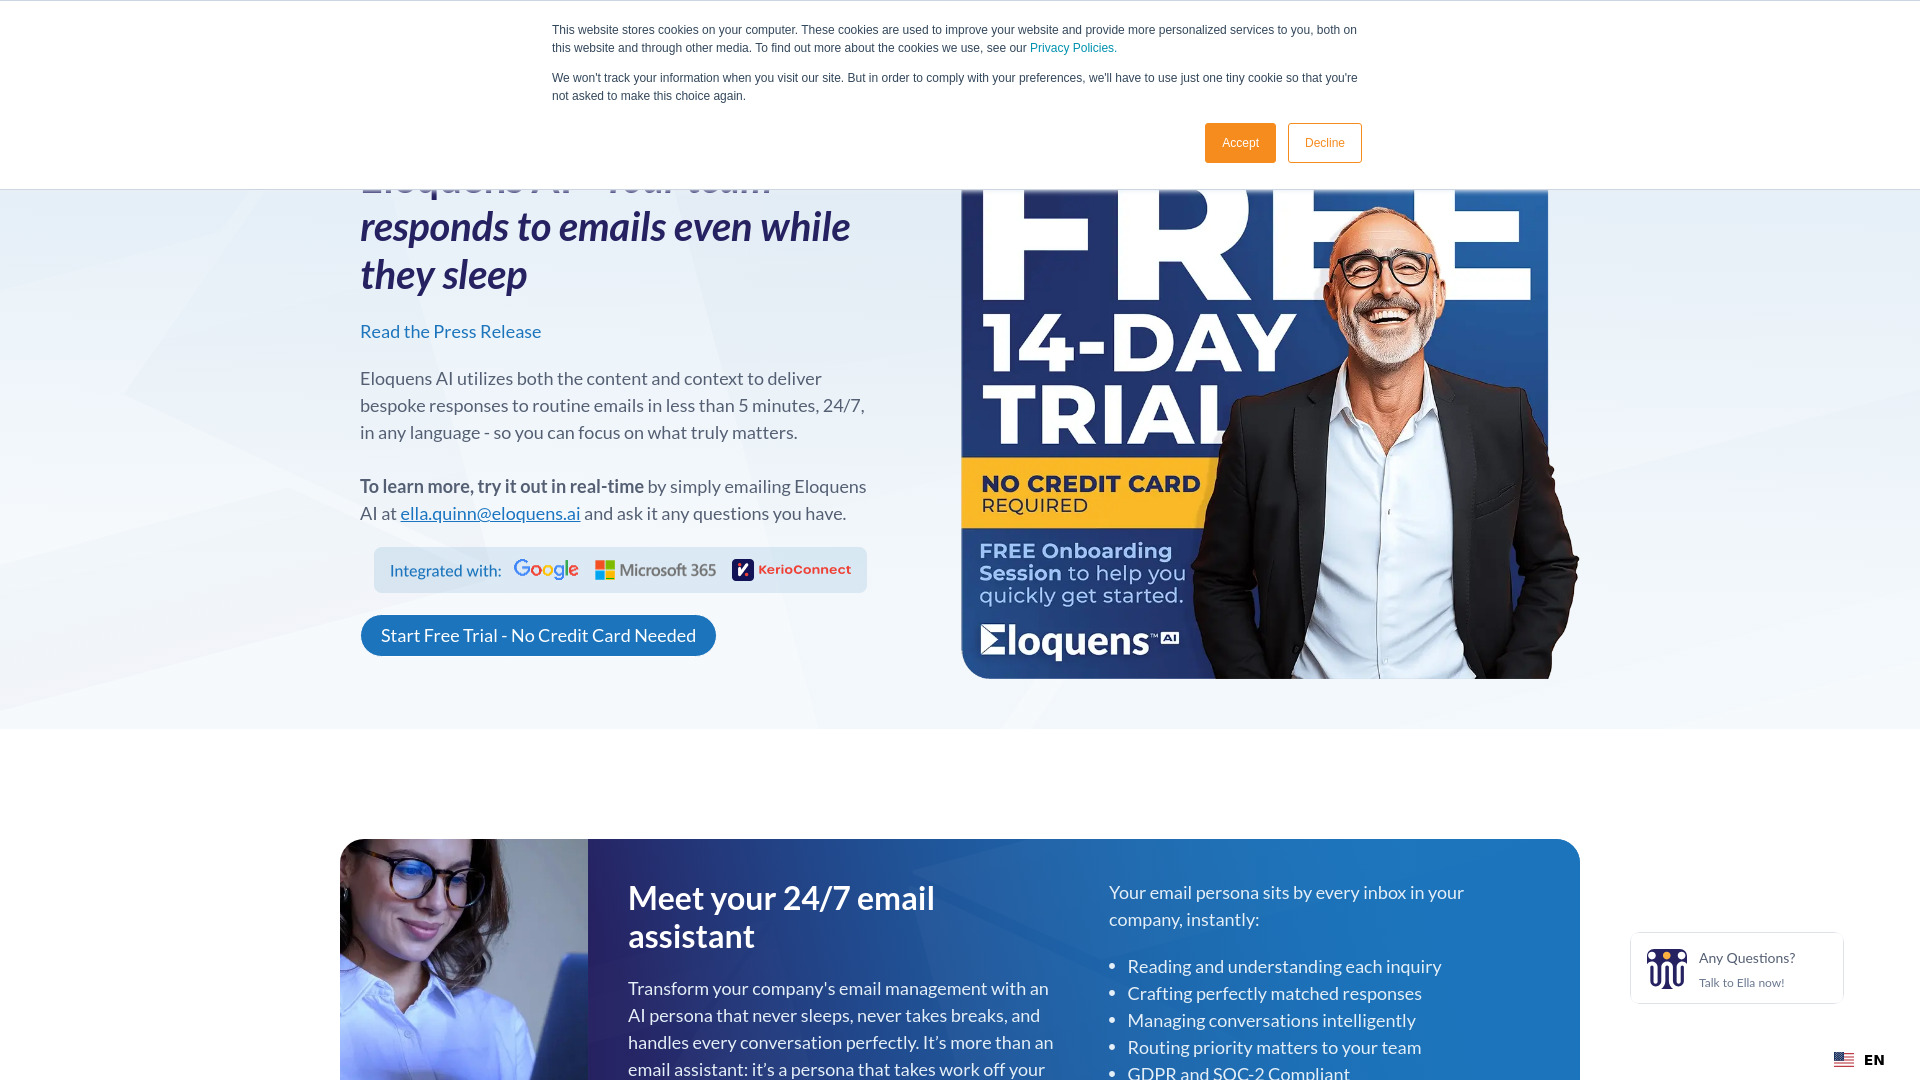 This website stores cookies on your computer. These cookies are used to improve your website and provide more personalized services to you, both on
this website and through other media. To find out more about the cookies we use, see our Privacy Policies.
We won't track your information when you visit our site. But in order to comply with your preferences, we'll have to use just one tiny cookie so that you're
not asked to make this choice again.
Accept
Decline
Eloquens AI - Your team
responds to emails even while
they sleep
Read the Press Release
Eloquens AI utilizes both the content and context to deliver
bespoke responses to routine emails in less than 5 minutes, 24/7,
in any language - so you can focus on what truly matters.
To learn more, try it out in real-time by simply emailing Eloquens
AI at ella.quinn@eloquens.ai and ask it any questions you have.
Integrated with: Google Microsoft 365 KerioConnect
Start Free Trial - No Credit Card Needed
FREE
14-DAY
TRIAL
NO CREDIT CARD
REQUIRED
FREE Onboarding
Session to help you
quickly get started.
Eloquens™ AI
Meet your 24/7 email
assistant
Transform your company's email management with an
AI persona that never sleeps, never takes breaks, and
handles every conversation perfectly. It’s more than an
email assistant: it’s a persona that takes work off your
Your email persona sits by every inbox in your
company, instantly:
• Reading and understanding each inquiry
• Crafting perfectly matched responses
• Managing conversations intelligently
• Routing priority matters to your team
• GDPR and SOC-2 Compliant
Any Questions?
Talk to Ella now!
EN